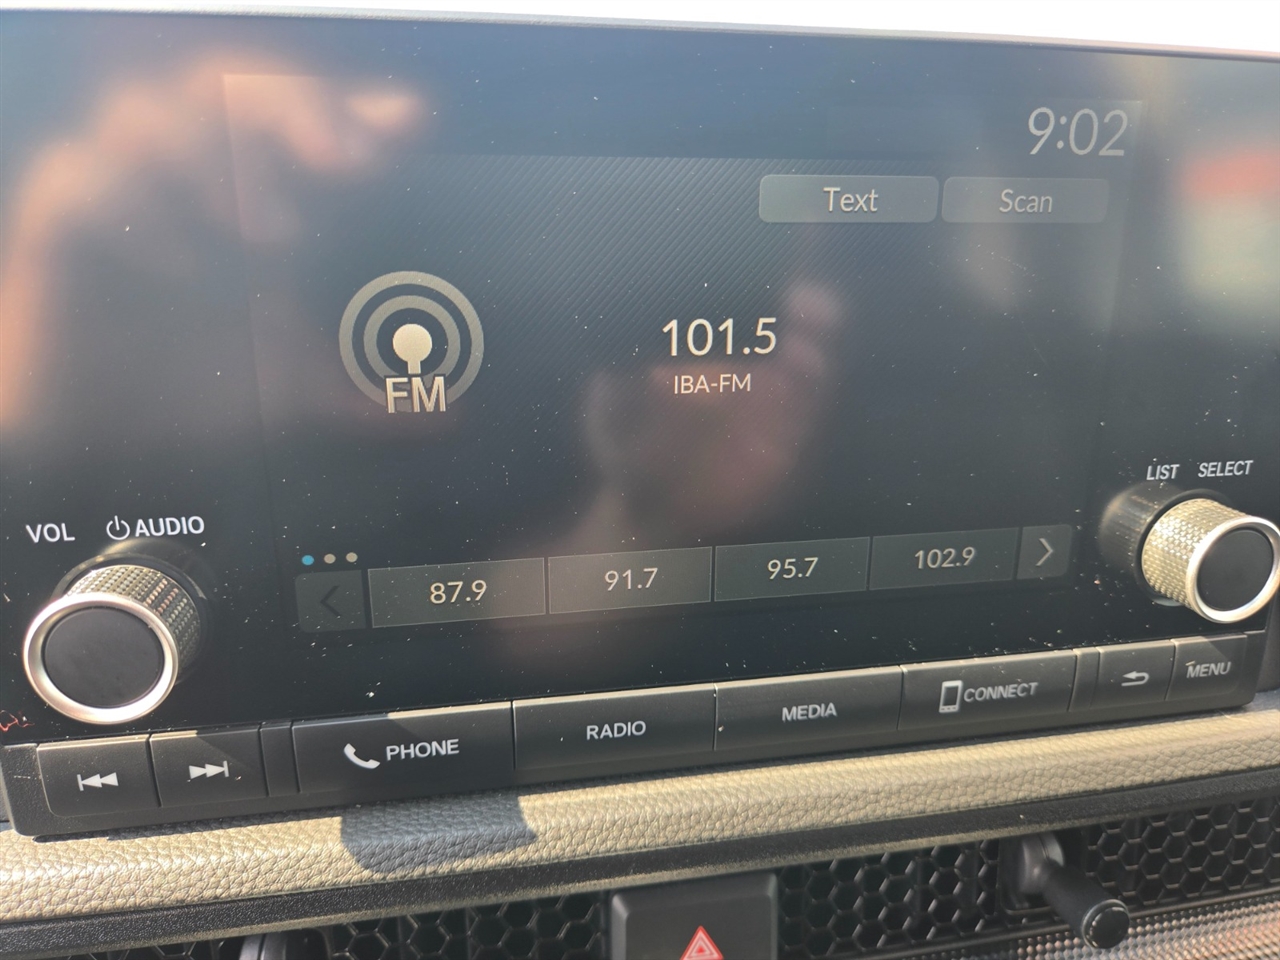 9:02
Text Scan
101.5
FM
IBA-FM
LIST SELECT
VOL AUDIO
87.9 91.7 95.7 102.9
PHONE RADIO MEDIA CONNECT MENU